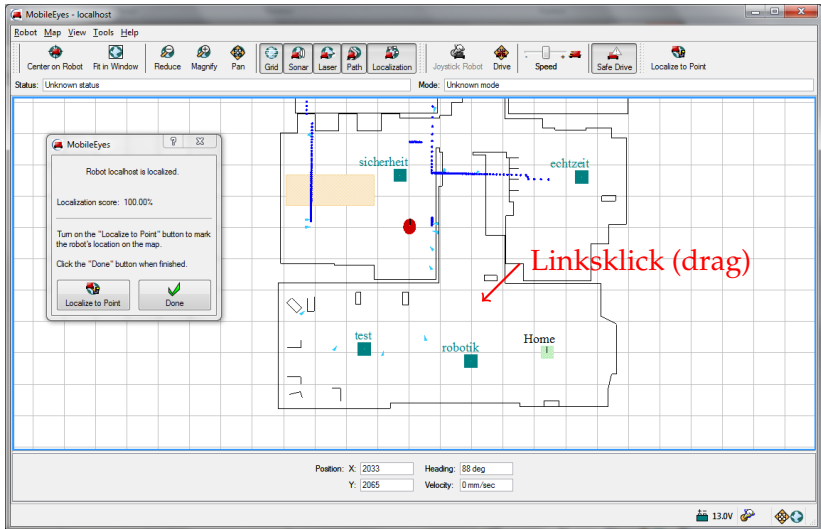 MobileEyes - localhost
Robot Map View Tools Help
Center on Robot Fit in Window Reduce Magnify Pan Grid Sonar Laser Path Localization Joystick Robot Drive Speed Safe Drive Localize to Point
Status: Unknown status Mode: Unknown mode
MobileEyes
Robot localhost is localized.
Localization score: 100.00%
Turn on the "Localize to Point" button to mark
the robot's location on the map.
Click the "Done" button when finished.
Localize to Point Done
sicherheit
echtzeit
Linksklick (drag)
test
robotik
Home
Position: X: 2033 Heading: 88 deg
Y: 2065 Velocity: 0 mm/sec
13.0V